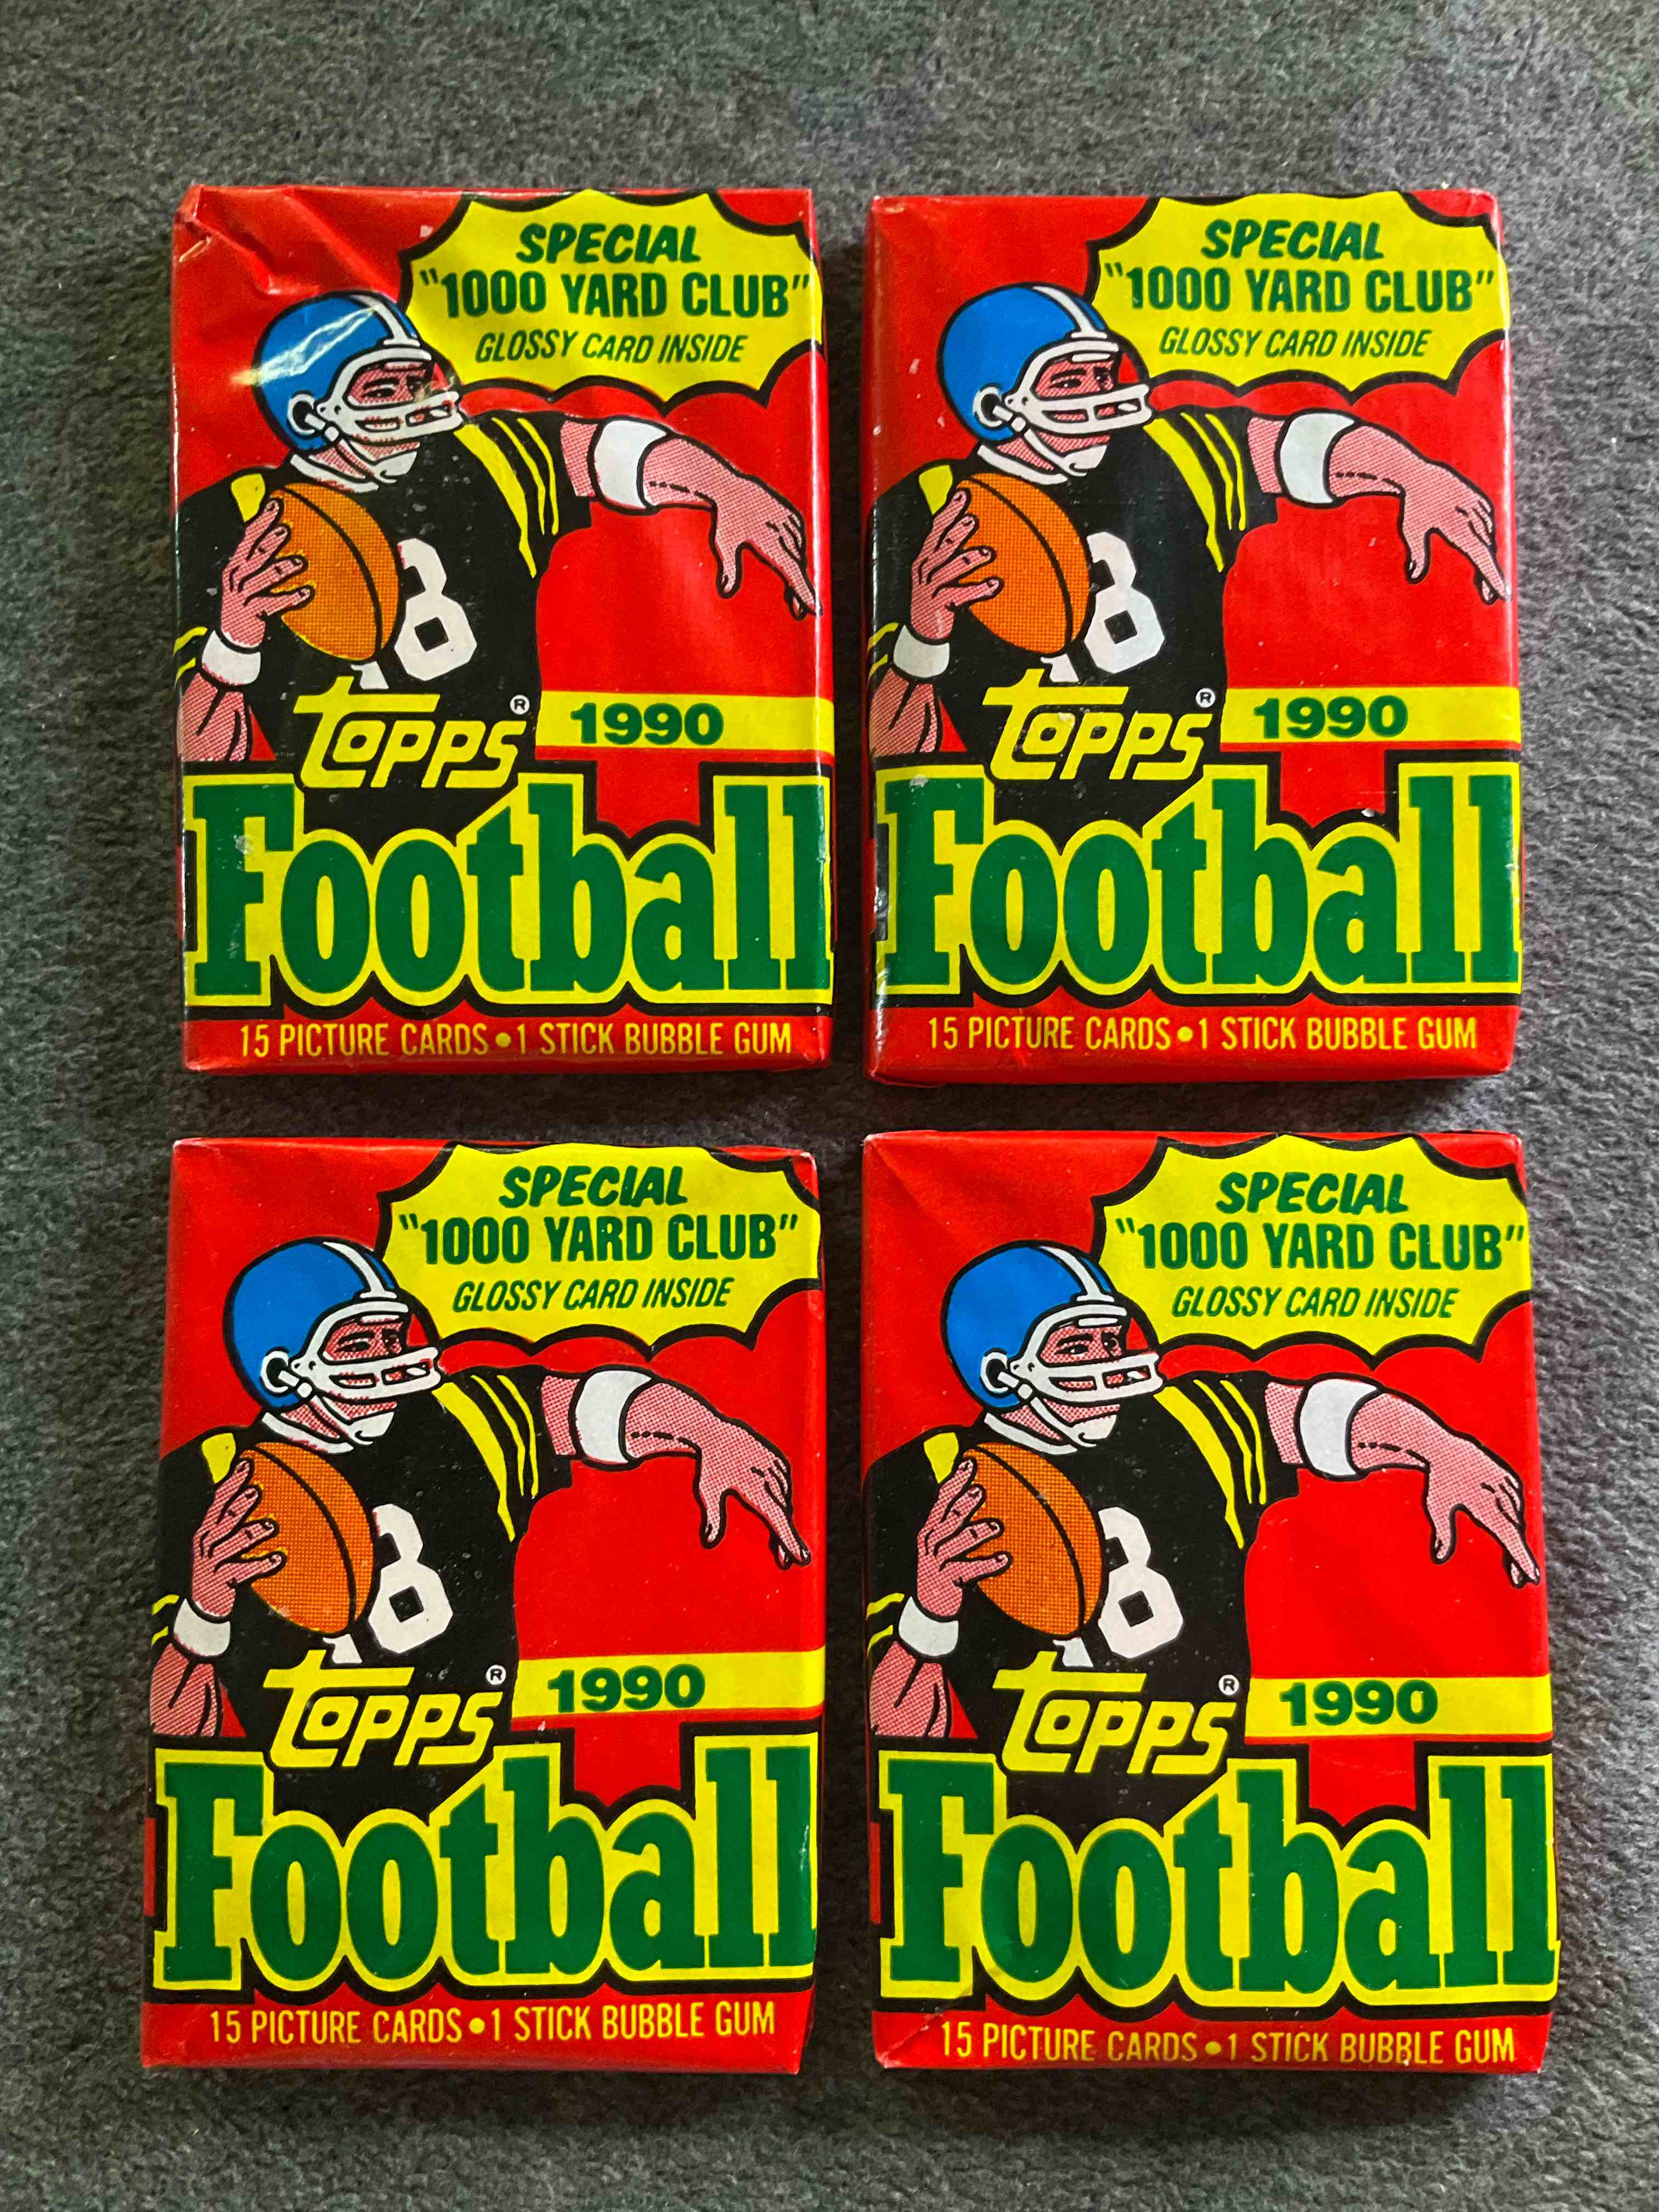 SPECIAL
"1000 YARD CLUB"
GLOSSY CARD INSIDE
8
Topps®
1990
Football
15 PICTURE CARDS • 1 STICK BUBBLE GUM
SPECIAL
"1000 YARD CLUB"
GLOSSY CARD INSIDE
8
Topps®
1990
Football
15 PICTURE CARDS • 1 STICK BUBBLE GUM
SPECIAL
"1000 YARD CLUB"
GLOSSY CARD INSIDE
8
Topps®
1990
Football
15 PICTURE CARDS • 1 STICK BUBBLE GUM
SPECIAL
"1000 YARD CLUB"
GLOSSY CARD INSIDE
8
Topps®
1990
Football
15 PICTURE CARDS • 1 STICK BUBBLE GUM